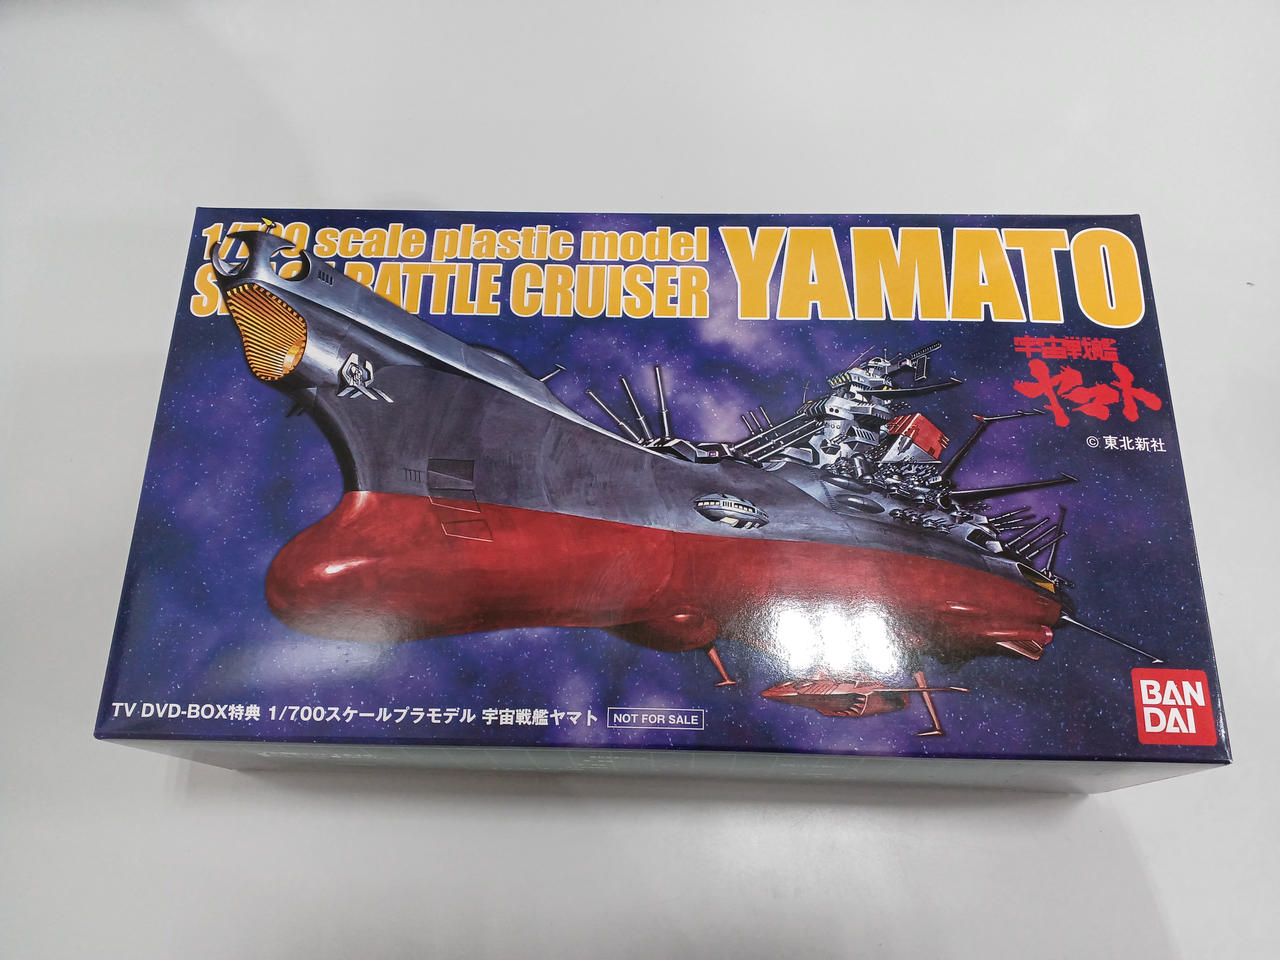 1/700 scale plastic model
BATTLE CRUISER
YAMATO
宇宙戦艦
ヤマト
© 東北新社
TV DVD-BOX特典 1/700スケールプラモデル 宇宙戦艦ヤマト NOT FOR SALE
BAN
DAI